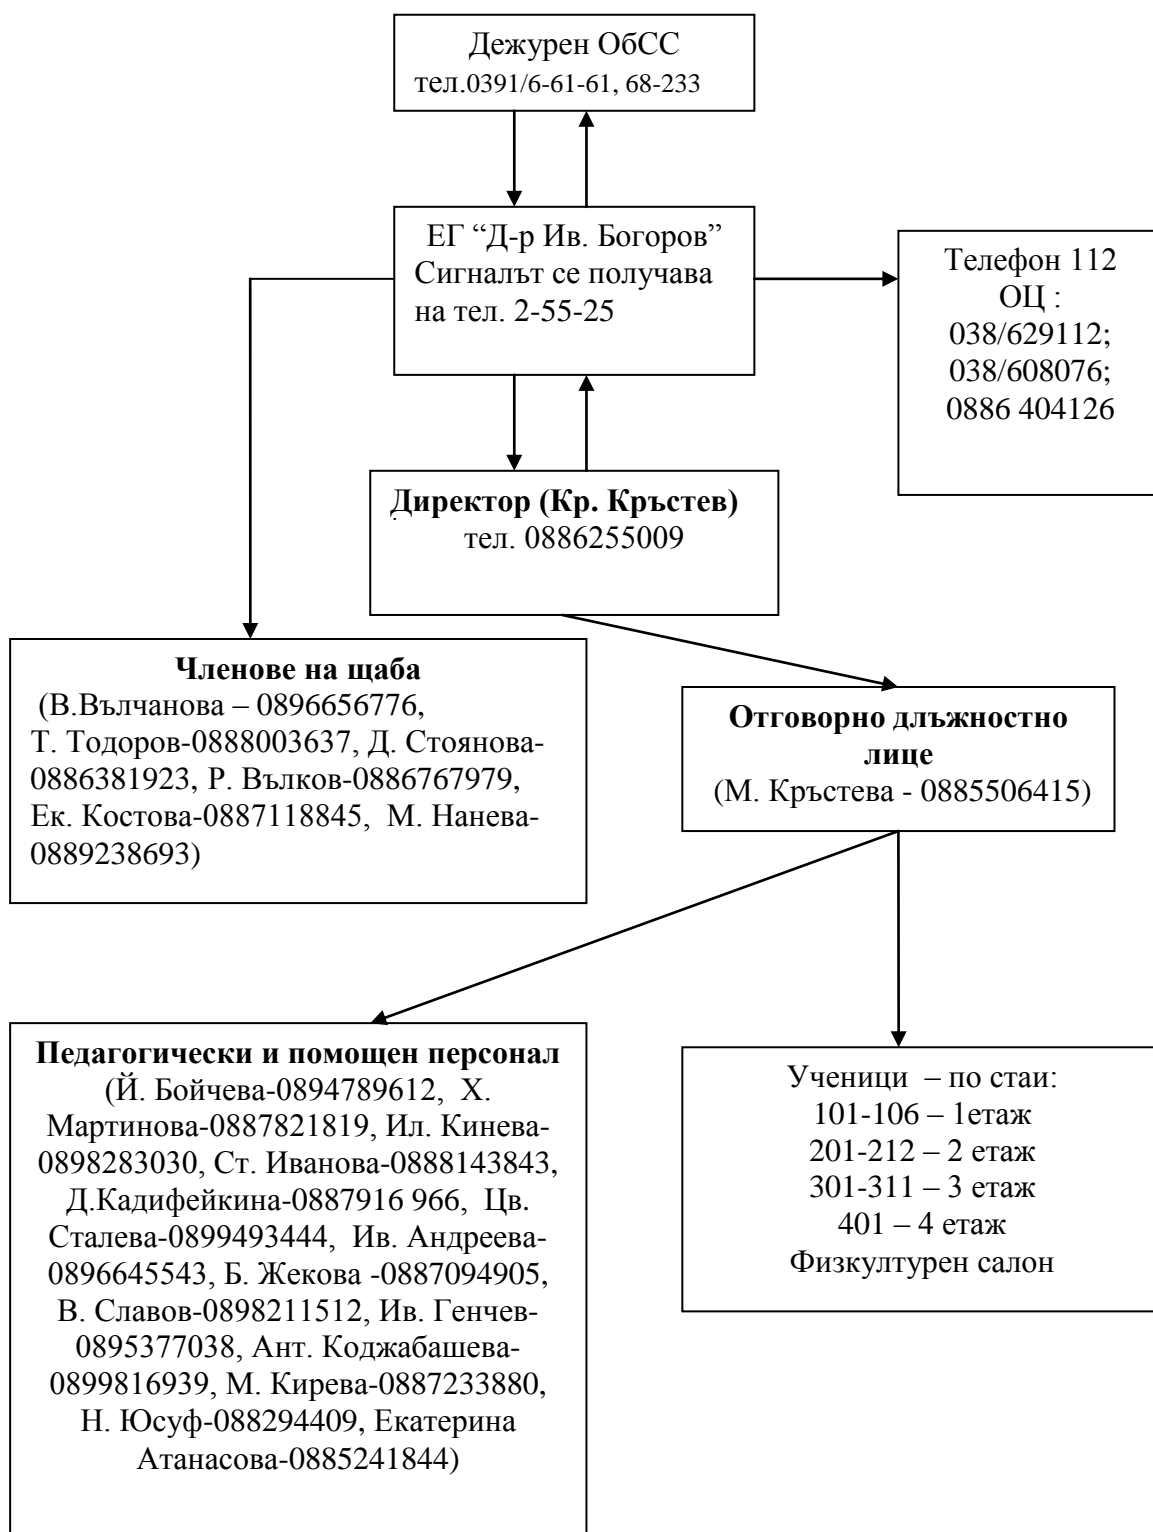 Дежурен ОбСС
тел.0391/6-61-61, 68-233
ЕГ “Д-р Ив. Богоров”
Сигналът се получава
на тел. 2-55-25
Телефон 112
ОЦ :
038/629112;
038/608076;
0886 404126
Директор (Кр. Кръстев)
тел. 0886255009
Членове на щаба
(В.Вълчанова – 0896656776,
Т. Тодоров-0888003637, Д. Стоянова-
0886381923, Р. Вълков-0886767979,
Ек. Костова-0887118845, М. Нанева-
0889238693)
Отговорно длъжностно
лице
(М. Кръстева - 0885506415)
Педагогически и помощен персонал
(Й. Бойчева-0894789612, Х.
Мартинова-0887821819, Ил. Кинева-
0898283030, Ст. Иванова-0888143843,
Д.Кадифейкина-0887916 966, Цв.
Сталева-0899493444, Ив. Андреева-
0896645543, Б. Жекова -0887094905,
В. Славов-0898211512, Ив. Генчев-
0895377038, Ант. Коджабашева-
0899816939, М. Кирева-0887233880,
Н. Юсуф-088294409, Екатерина
Атанасова-0885241844)
Ученици – по стаи:
101-106 – 1етаж
201-212 – 2 етаж
301-311 – 3 етаж
401 – 4 етаж
Физкултурен салон